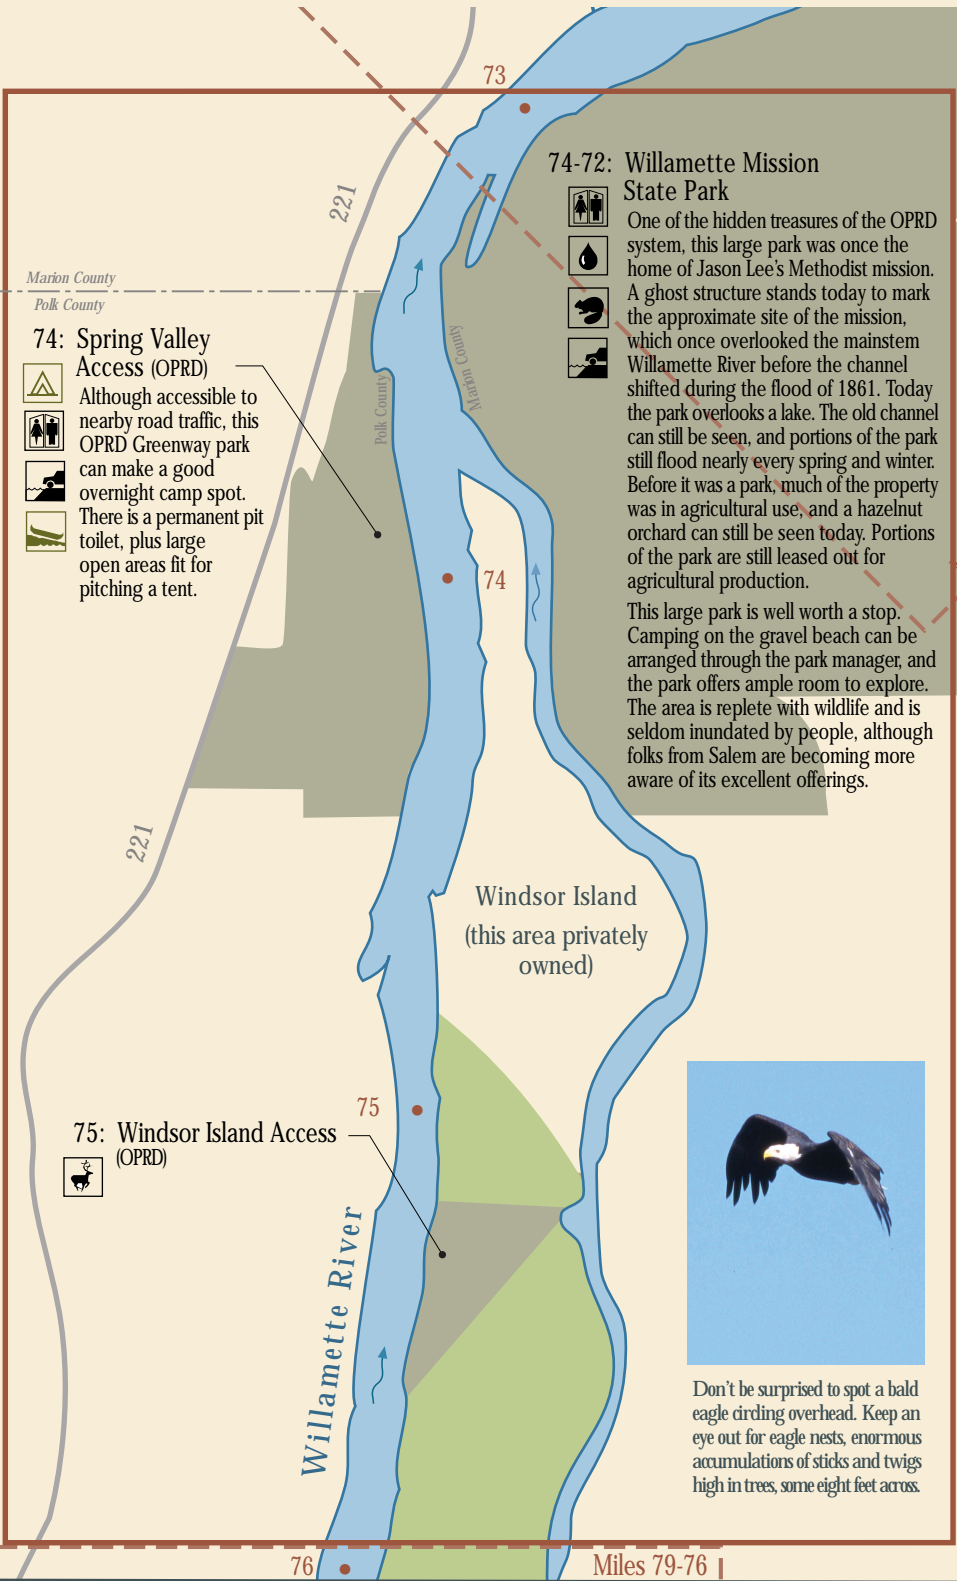 73
221
Marion County
Polk County
74-72: Willamette Mission
State Park
One of the hidden treasures of the OPRD
system, this large park was once the
home of Jason Lee's Methodist mission.
A ghost structure stands today to mark
the approximate site of the mission,
which once overlooked the mainstem
Willamette River before the channel
shifted during the flood of 1861. Today
the park overlooks a lake. The old channel
can still be seen, and portions of the park
still flood nearly every spring and winter.
Before it was a park, much of the property
was in agricultural use, and a hazelnut
orchard can still be seen today. Portions
of the park are still leased out for
agricultural production.
This large park is well worth a stop.
Camping on the gravel beach can be
arranged through the park manager, and
the park offers ample room to explore.
The area is replete with wildlife and is
seldom inundated by people, although
folks from Salem are becoming more
aware of its excellent offerings.
74: Spring Valley
Access (OPRD)
Although accessible to
nearby road traffic, this
OPRD Greenway park
can make a good
overnight camp spot.
There is a permanent pit
toilet, plus large
open areas fit for
pitching a tent.
Polk County
Marion County
74
221
Windsor Island
(this area privately
owned)
75
75: Windsor Island Access
(OPRD)
Willamette River
Don't be surprised to spot a bald
eagle circling overhead. Keep an
eye out for eagle nests, enormous
accumulations of sticks and twigs
high in trees, some eight feet across.
76
Miles 79-76